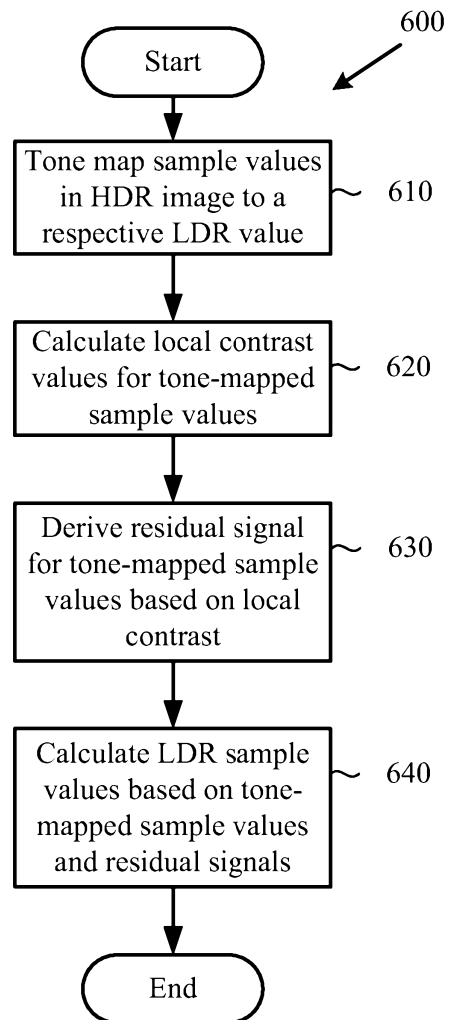 600
Start
Tone map sample values
in HDR image to a
respective LDR value
610
Calculate local contrast
values for tone-mapped
sample values
620
Derive residual signal
for tone-mapped sample
values based on local
contrast
630
Calculate LDR sample
values based on tone-
mapped sample values
and residual signals
640
End